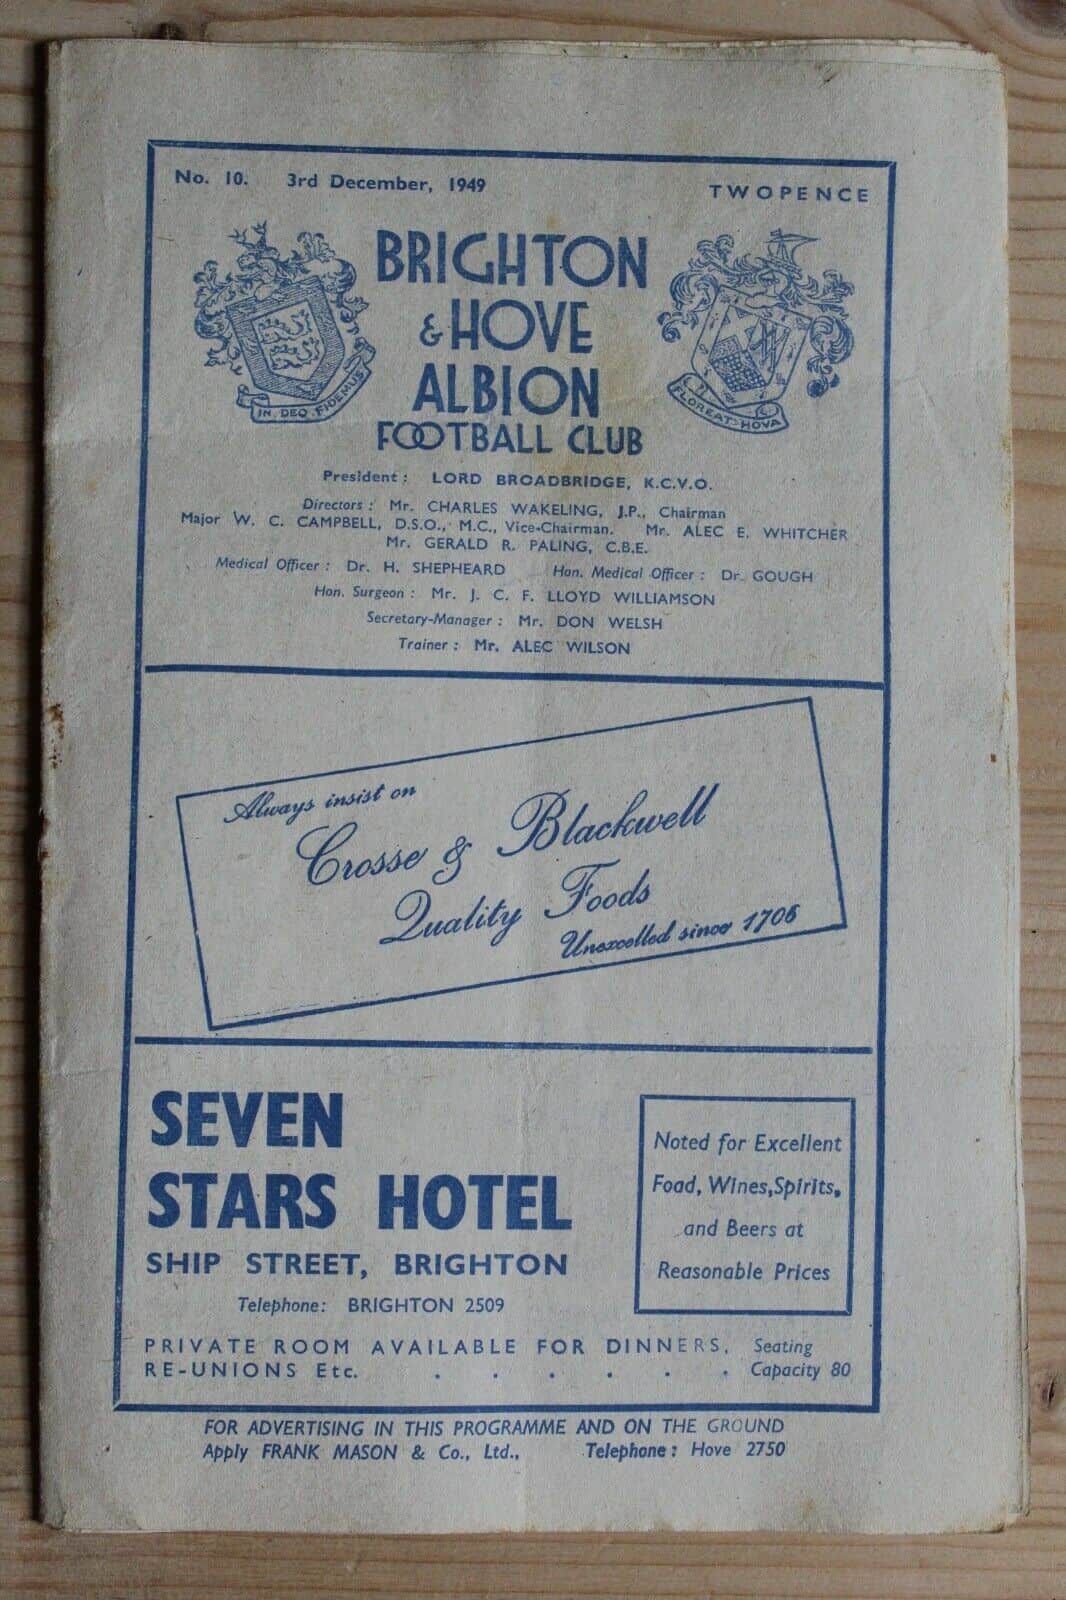 No. 10. 3rd December, 1949
TWOPENCE
BRIGHTON
& HOVE
ALBION
FOOTBALL CLUB
IN DEO FIDEMUS
FLOREAT HOVA
President : LORD BROADBRIDGE, K.C.V.O.
Directors : Mr. CHARLES WAKELING, J.P., Chairman
Major W. C. CAMPBELL, D.S.O., M.C., Vice-Chairman. Mr. ALEC E. WHITCHER
Mr. GERALD R. PALING, C.B.E.
Medical Officer : Dr. H. SHEPHEARD Hon. Medical Officer : Dr. GOUGH
Hon. Surgeon : Mr. J. C. F. LLOYD WILLIAMSON
Secretary-Manager : Mr. DON WELSH
Trainer : Mr. ALEC WILSON
Always insist on
Crosse & Blackwell
Quality Foods
Unexcelled since 1706
SEVEN
STARS HOTEL
SHIP STREET, BRIGHTON
Telephone: BRIGHTON 2509
Noted for Excellent
Food, Wines, Spirits,
and Beers at
Reasonable Prices
PRIVATE ROOM AVAILABLE FOR DINNERS, Seating
RE-UNIONS Etc. . . . . . . Capacity 80
FOR ADVERTISING IN THIS PROGRAMME AND ON THE GROUND
Apply FRANK MASON & Co., Ltd., Telephone : Hove 2750